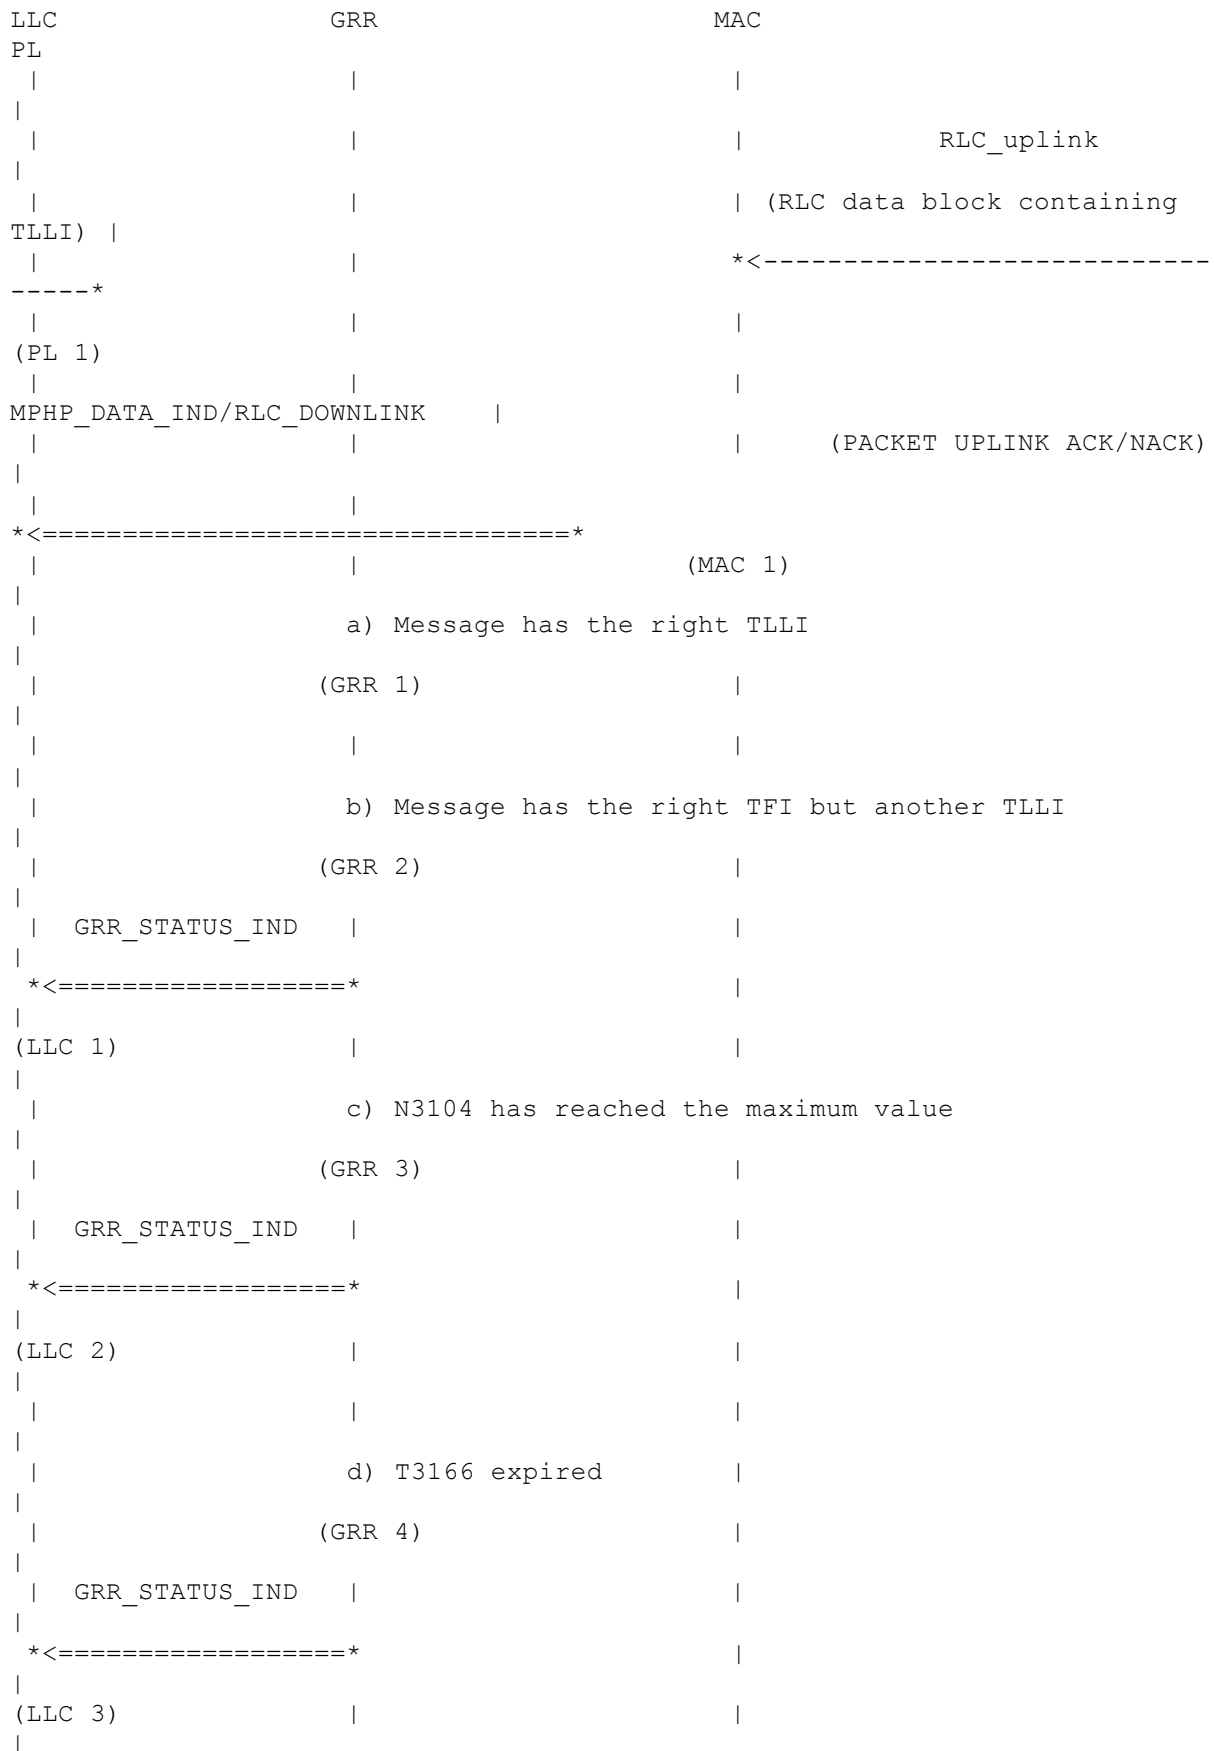 LLC                 GRR                     MAC
PL
 |                   |                       |
|
 |                   |                       |            RLC_uplink
|
 |                   |                       | (RLC data block containing
TLLI) |
 |                   |                       *<----------------------------
-----*
 |                   |                       |
(PL 1)
 |                   |                       |
MPHP_DATA_IND/RLC_DOWNLINK    |
 |                   |                       |     (PACKET UPLINK ACK/NACK)
|
 |                   |
*<=================================*
 |                   |                    (MAC 1)
|
 |                   a) Message has the right TLLI
|
 |                 (GRR 1)                   |
|
 |                   |                       |
|
 |                   b) Message has the right TFI but another TLLI
|
 |                 (GRR 2)                   |
|
 |  GRR_STATUS_IND   |                       |
|
 *<==================*                       |
|
(LLC 1)              |                       |
|
 |                   c) N3104 has reached the maximum value
|
 |                 (GRR 3)                   |
|
 |  GRR_STATUS_IND   |                       |
|
 *<==================*                       |
|
(LLC 2)              |                       |
|
 |                   |                       |
|
 |                   d) T3166 expired        |
|
 |                 (GRR 4)                   |
|
 |  GRR_STATUS_IND   |                       |
|
 *<==================*                       |
|
(LLC 3)              |                       |
|